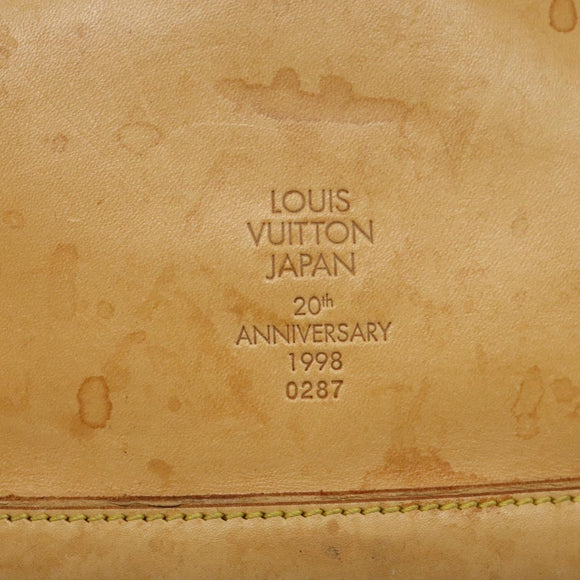 LOUIS
VUITTON
JAPAN
20th
ANNIVERSARY
1998
0287